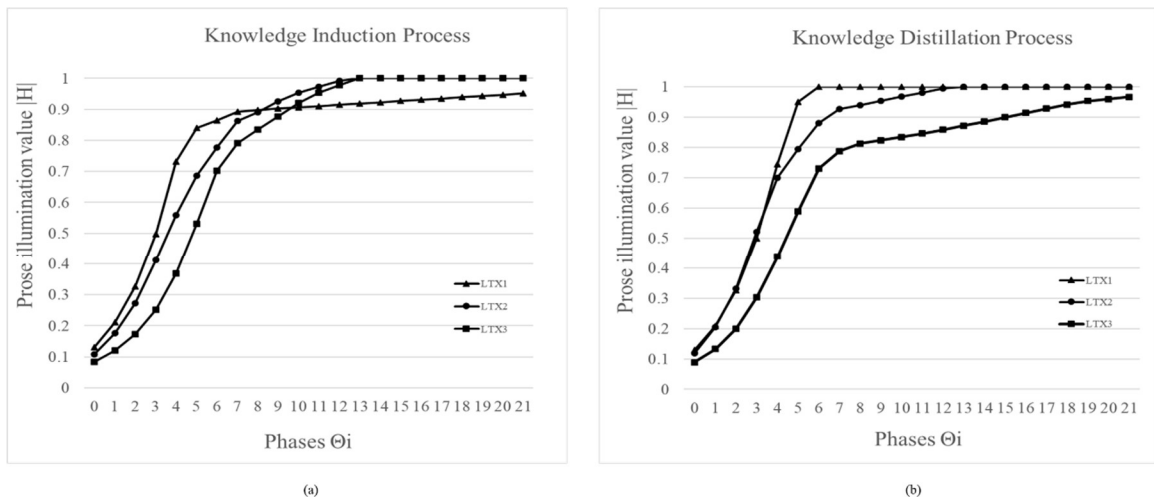 Knowledge Induction Process
Prose illumination value |H|
1
0.9
0.8
0.7
0.6
0.5
0.4
0.3
0.2
0.1
0
LTX1
LTX2
LTX3
0 1 2 3 4 5 6 7 8 9 10 11 12 13 14 15 16 17 18 19 20 21
Phases Θi
(a)
Knowledge Distillation Process
Prose illumination value |H|
1
0.9
0.8
0.7
0.6
0.5
0.4
0.3
0.2
0.1
0
LTX1
LTX2
LTX3
0 1 2 3 4 5 6 7 8 9 10 11 12 13 14 15 16 17 18 19 20 21
Phases Θi
(b)